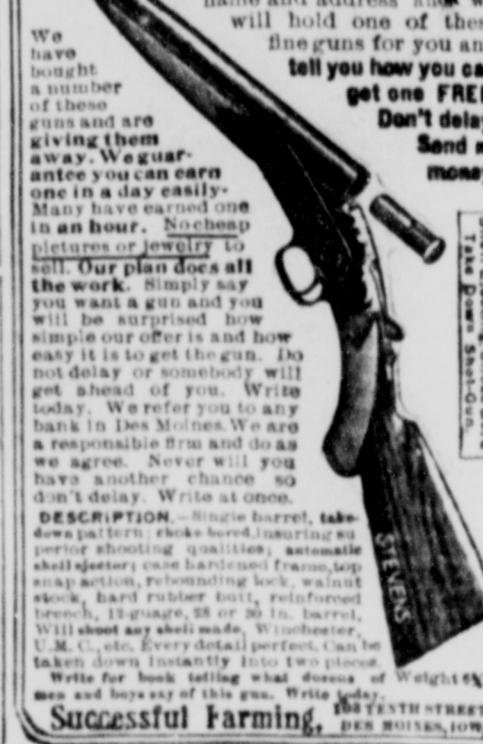 will hold one of thes
fine guns for you an
tell you how you ca
get one FREE
Don't delay
Send n
money
We
have
bought
a number
of these
guns and are
giving them
away. We guar-
antee you can earn
one in a day easily-
Many have earned one
in an hour. No cheap
pictures or jewelry to
sell. Our plan does all
the work. Simply say
you want a gun and you
will be surprised how
simple our offer is and how
easy it is to get the gun. Do
not delay or somebody will
get ahead of you. Write
today. We refer you to any
bank in Des Moines. We are
a responsible firm and do as
we agree. Never will you
have another chance so
don't delay. Write at once.
Take Down Shot-Gun.
DESCRIPTION.—Single barrel, take-
down pattern; choke bored, insuring su
perior shooting qualities; automatic
shell ejector; case hardened frame, top
snap action, rebounding lock, walnut
stock, hard rubber butt, reinforced
breech, 12-guage, 28 or 30 in. barrel,
Will shoot any shell made, Winchester,
U.M.C., etc. Every detail perfect. Can be
taken down instantly into two pieces.
Weight 6½
Write for book telling what dozens of
men and boys say of this gun. Write today.
STEVENS
Successful Farming,
TENTH STREET
DES MOINES, IOW